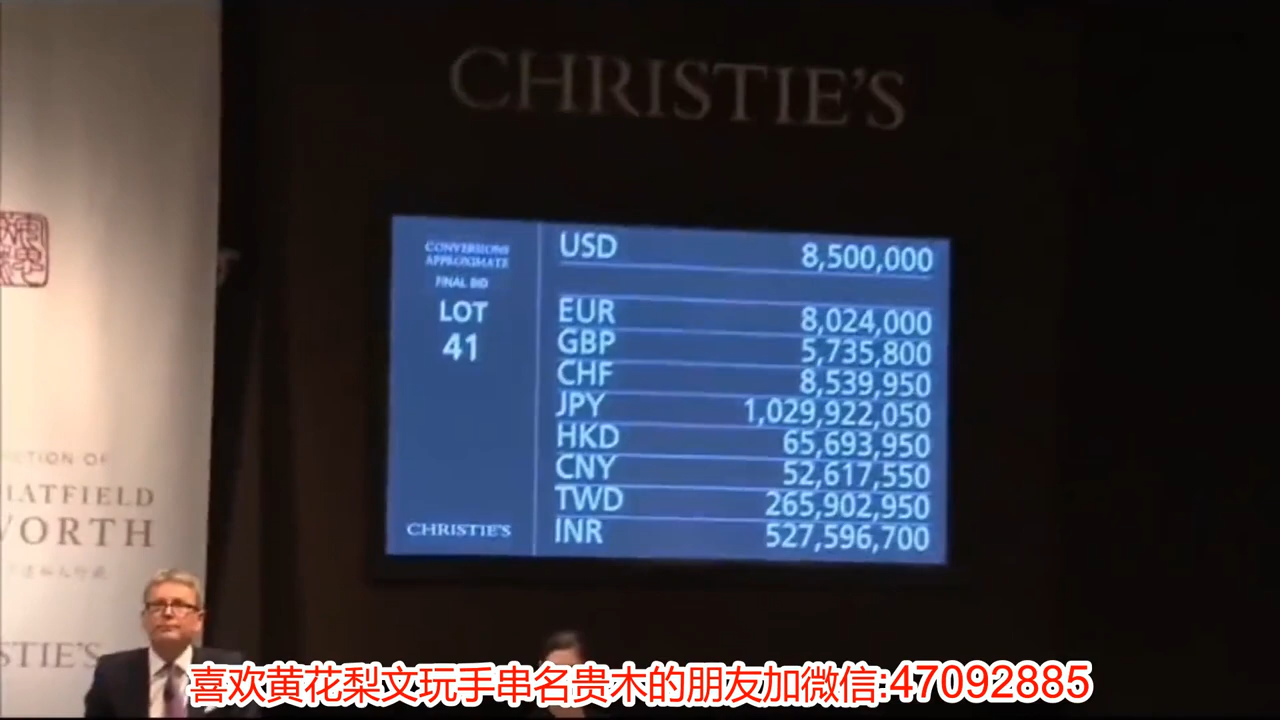 CHRISTIE'S
CONVERSIONS
APPROXIMATE
FINAL BID
LOT
41
CHRISTIE'S
USD 8,500,000
EUR 8,024,000
GBP 5,735,800
CHF 8,539,950
JPY 1,029,922,050
HKD 65,693,950
CNY 52,617,550
TWD 265,902,950
INR 527,596,700
OF
HATFIELD
WORTH
STIE'S
喜欢黄花梨文玩手串名贵木的朋友加微信:47092885